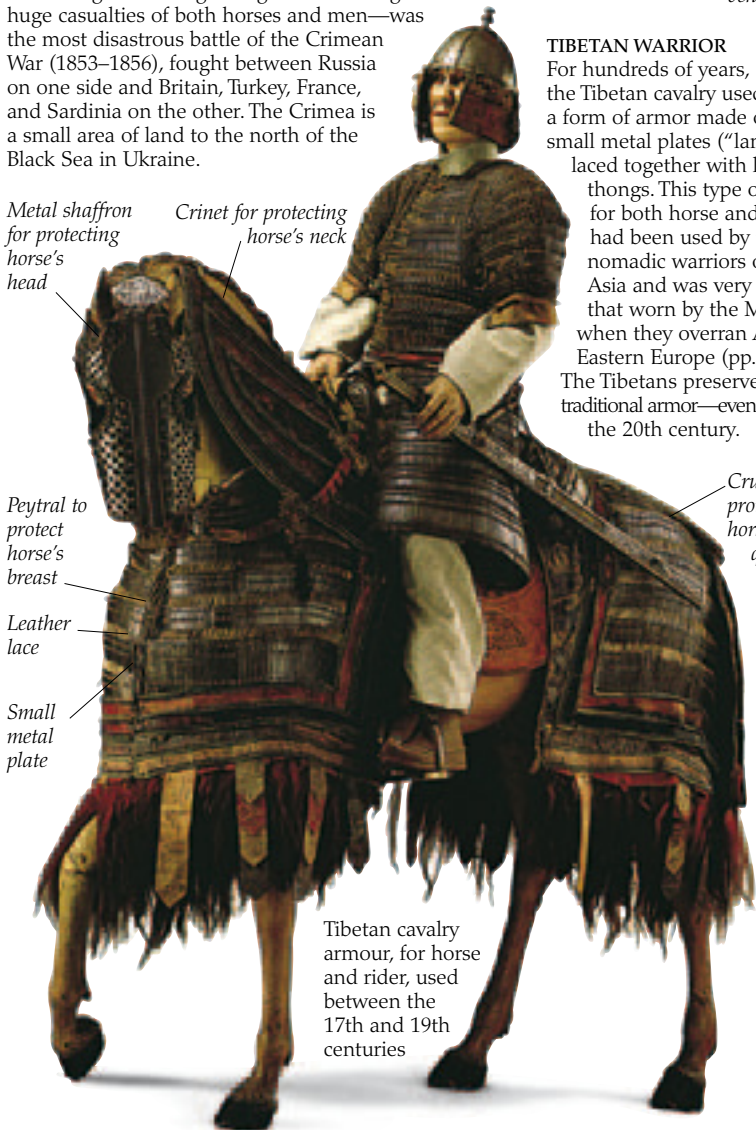 huge casualties of both horses and men—was
the most disastrous battle of the Crimean
War (1853–1856), fought between Russia
on one side and Britain, Turkey, France,
and Sardinia on the other. The Crimea is
a small area of land to the north of the
Black Sea in Ukraine.
TIBETAN WARRIOR
For hundreds of years,
the Tibetan cavalry used
a form of armor made
small metal plates
laced together with
thongs. This type
for both horse and
had been used by
nomadic warriors
Asia and was very
that worn by the
when they overran
Eastern Europe (pp.
The Tibetans preserve
traditional armor—even
the 20th century.
Metal shaffron
for protecting
horse's
head
Crinet for protecting
horse's neck
Peytral to
protect
horse's
breast
Leather
lace
Small
metal
plate
Tibetan cavalry
armour, for horse
and rider, used
between the
17th and 19th
centuries